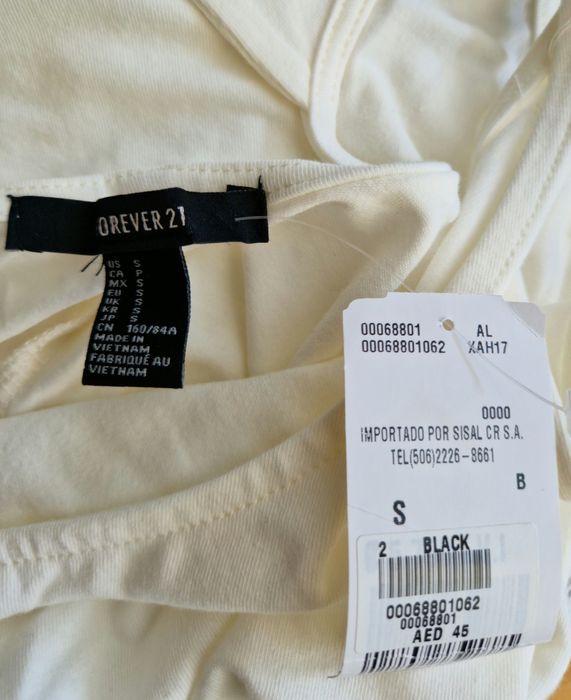 OREVER 21
US S
CA P
MX S
EU S
UK S
KR S
JP S
CN 160/84A
MADE IN
VIETNAM
FABRIQUÉ AU
VIETNAM
00068801 AL
00068801062 XAH17
0000
IMPORTADO POR SISAL CR S.A.
TEL(506)2226-8661
B
S
2 BLACK
00068801062
00068801
AED 45